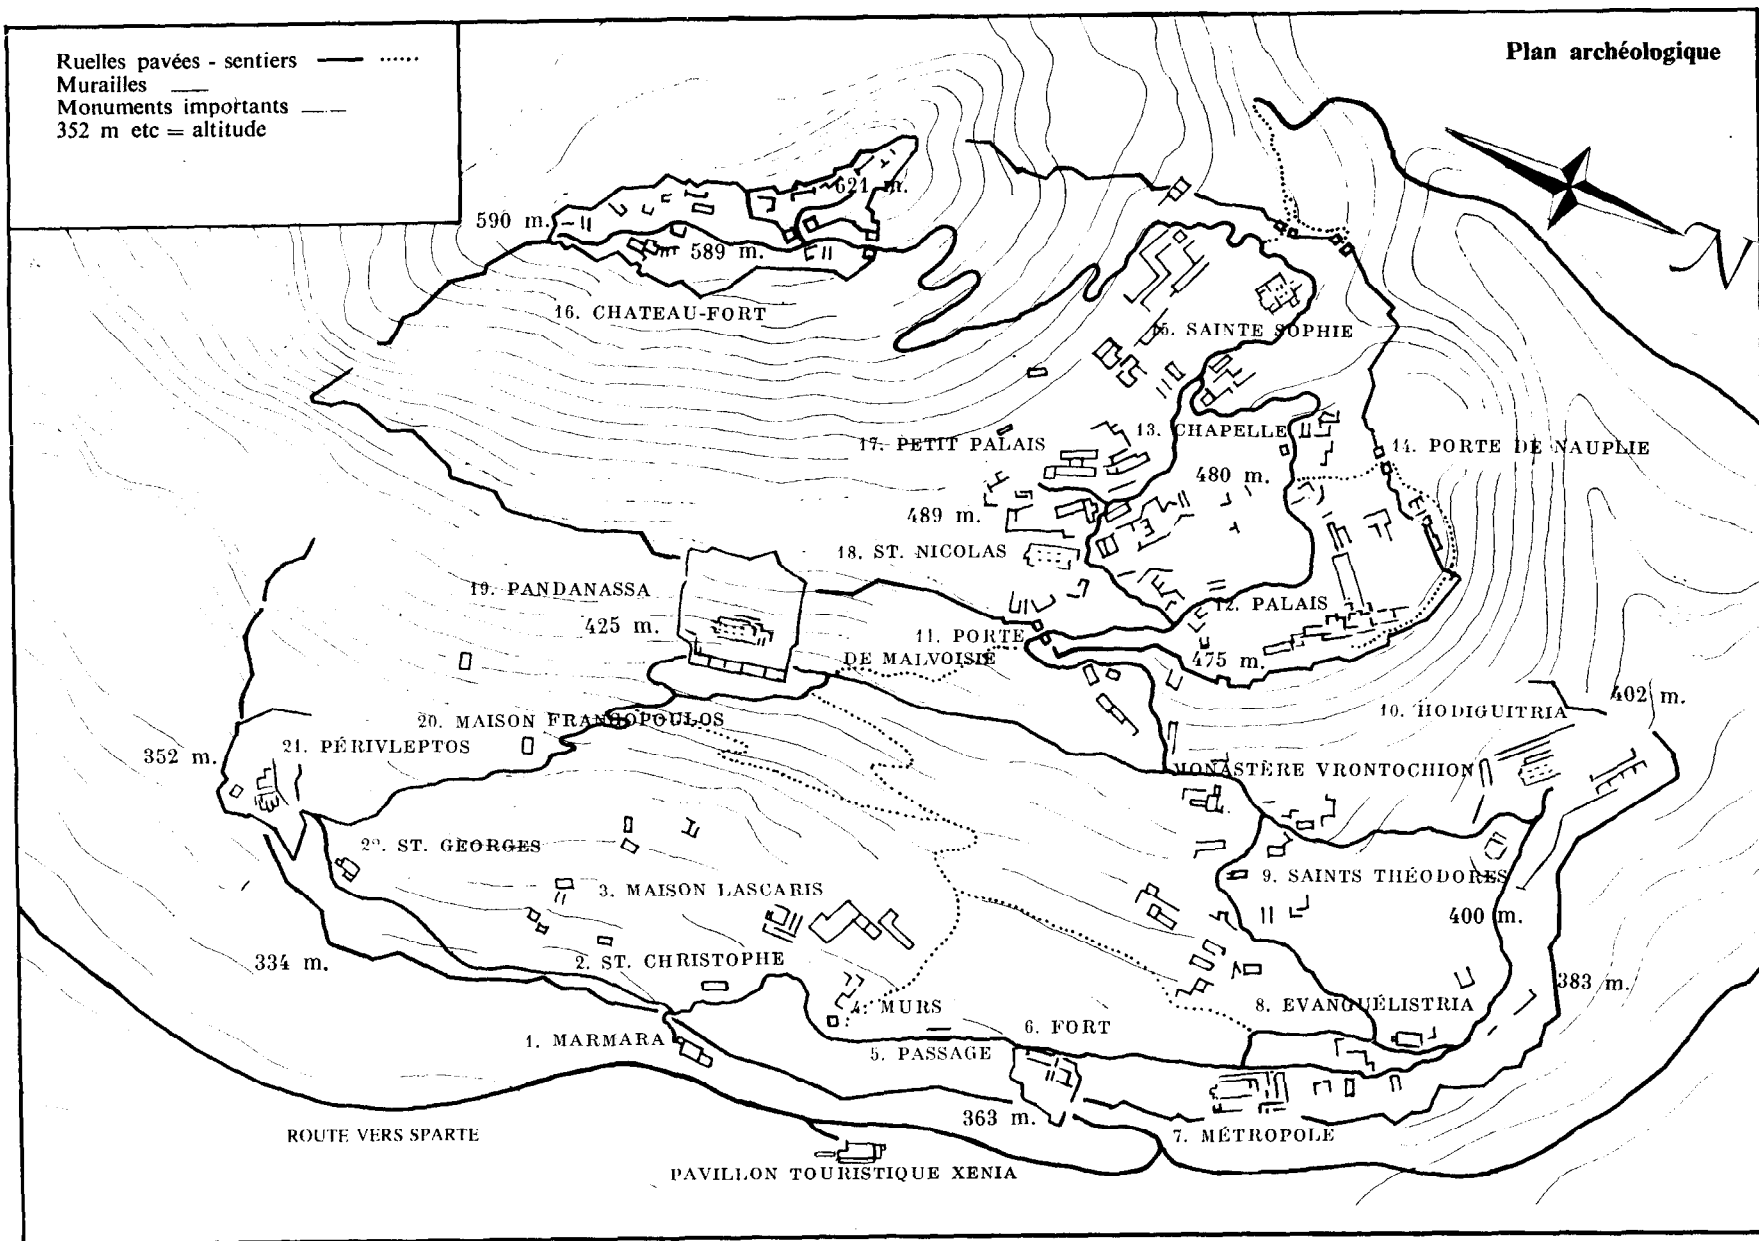 Plan archéologique
Ruelles pavées - sentiers
Murailles
Monuments importants
352 m etc = altitude
621 m.
590 m.
589 m.
16. CHATEAU-FORT
15. SAINTE SOPHIE
17. PETIT PALAIS
13. CHAPELLE
14. PORTE DE NAUPLIE
480 m.
489 m.
18. ST. NICOLAS
19. PANDANASSA
425 m.
12. PALAIS
11. PORTE
DE MALVOISIE
475 m.
402 m.
10. HODIGUITRIA
20. MAISON FRANGOPOULOS
21. PÉRIVLEPTOS
352 m.
MONASTÈRE VRONTOCHION
ST. GEORGES
3. MAISON LASCARIS
9. SAINTS THÉODORES
400 m.
334 m.
2. ST. CHRISTOPHE
383 m.
4. MURS
8. EVANGUÉLISTRIA
1. MARMARA
5. PASSAGE
6. FORT
363 m.
7. MÉTROPOLE
ROUTE VERS SPARTE
PAVILLON TOURISTIQUE XENIA
N